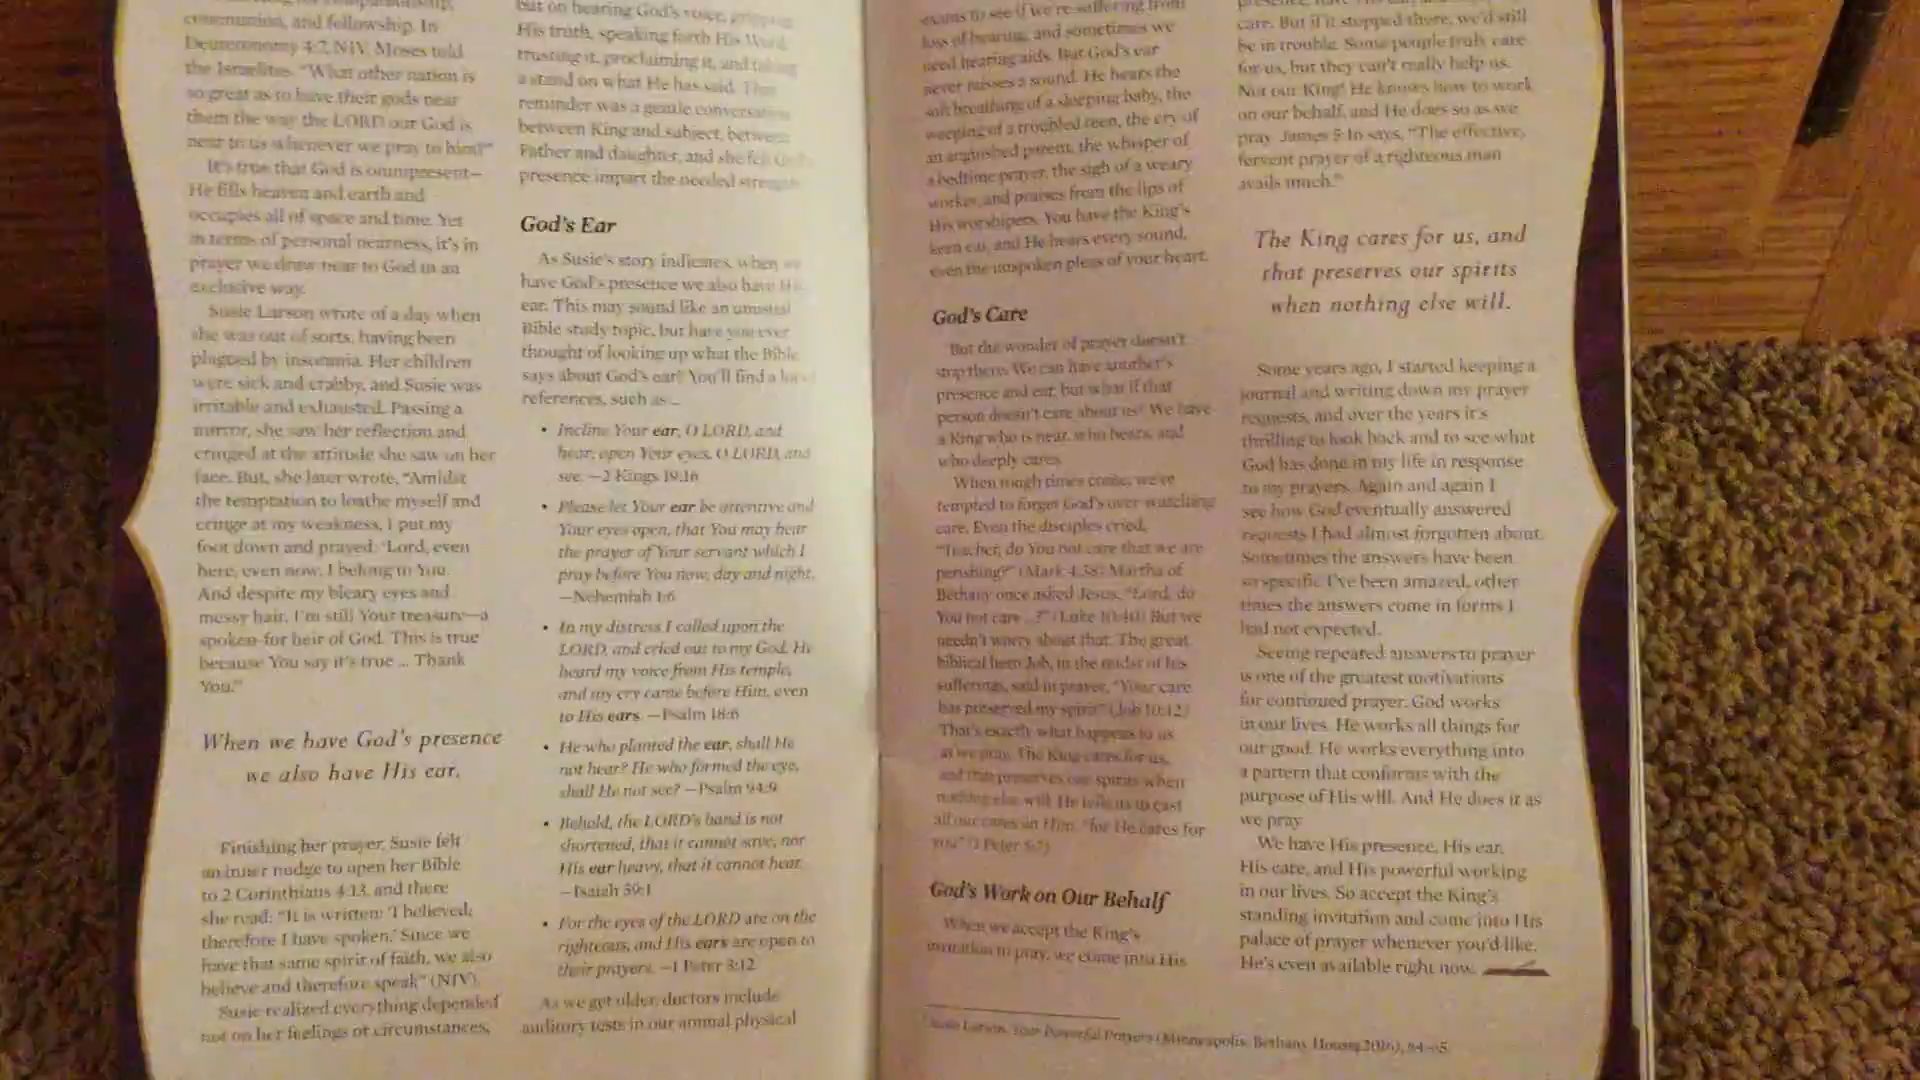 communion, and fellowship. In
Deuteronomy 4:7, NIV, Moses told
the Israelites, "What other nation is
so great as to have their gods near
them the way the LORD our God is
near to us whenever we pray to him?"
It's true that God is omnipresent—
He fills heaven and earth and
occupies all of space and time. Yet
in terms of personal nearness, it's in
prayer we draw near to God in an
exclusive way.
Susie Larson wrote of a day when
she was out of sorts, having been
plagued by insomnia. Her children
were sick and crabby, and Susie was
irritable and exhausted. Passing a
mirror, she saw her reflection and
cringed at the attitude she saw on her
face. But, she later wrote, "Amidst
the temptation to loathe myself and
cringe at my weakness, I put my
foot down and prayed: 'Lord, even
here, even now, I belong to You.
And despite my bleary eyes and
messy hair, I'm still Your treasure—a
spoken-for heir of God. This is true
because You say it's true ... Thank
You.'"
When we have God's presence
we also have His ear.
Finishing her prayer, Susie felt
an inner nudge to open her Bible
to 2 Corinthians 4:13, and there
she read: "It is written: 'I believed;
therefore I have spoken.' Since we
have that same spirit of faith, we also
believe and therefore speak" (NIV).
Susie realized everything depended
not on her feelings or circumstances,
but on hearing God's voice, gripping
His truth, speaking forth His Word,
trusting it, proclaiming it, and taking
a stand on what He has said. That
reminder was a gentle conversation
between King and subject, between
Father and daughter, and she felt God's
presence impart the needed strength.
God's Ear
As Susie's story indicates, when we
have God's presence we also have His
ear. This may sound like an unusual
Bible study topic, but have you ever
thought of looking up what the Bible
says about God's ear? You'll find a lot of
references, such as ...
• Incline Your ear, O LORD, and
hear; open Your eyes, O LORD, and
see. —2 Kings 19:16
• Please let Your ear be attentive and
Your eyes open, that You may hear
the prayer of Your servant which I
pray before You now, day and night.
—Nehemiah 1:6
• In my distress I called upon the
LORD, and cried out to my God. He
heard my voice from His temple,
and my cry came before Him, even
to His ears. —Psalm 18:6
• He who planted the ear, shall He
not hear? He who formed the eye,
shall He not see? —Psalm 94:9
• Behold, the LORD's hand is not
shortened, that it cannot save; nor
His ear heavy, that it cannot hear.
—Isaiah 59:1
• For the eyes of the LORD are on the
righteous, and His ears are open to
their prayers. —1 Peter 3:12
As we get older, doctors include
auditory tests in our annual physical
exams to see if we're suffering from
loss of hearing, and sometimes we
need hearing aids. But God's ear
never misses a sound. He hears the
soft breathing of a sleeping baby, the
weeping of a troubled teen, the cry of
an anguished parent, the whisper of
a bedtime prayer, the sigh of a weary
worker, and praises from the lips of
His worshipers. You have the King's
keen ear, and He hears every sound,
even the unspoken pleas of your heart.
God's Care
But the wonder of prayer doesn't
stop there. We can have another's
presence and ear, but what if that
person doesn't care about us? We have
a King who is near, who hears, and
who deeply cares.
When tough times come, we're
tempted to forget God's over-watching
care. Even the disciples cried,
"Teacher, do You not care that we are
perishing?" (Mark 4:38) Martha of
Bethany once asked Jesus, "Lord, do
You not care ...?" (Luke 10:40) But we
needn't worry about that. The great
biblical hero Job, in the midst of his
sufferings, said in prayer, "Your care
has preserved my spirit" (Job 10:12.)
That's exactly what happens to us
as we pray. The King cares for us,
and this preserves our spirits when
nothing else will. He tells us to cast
all our cares on Him, "for He cares for
you" (1 Peter 5:7).
God's Work on Our Behalf
When we accept the King's
invitation to pray, we come into His
presence, have His ear, and
care. But if it stopped there, we'd still
be in trouble. Some people truly care
for us, but they can't really help us.
Not our King! He knows how to work
on our behalf, and He does so as we
pray. James 5:16 says, "The effective,
fervent prayer of a righteous man
avails much."
The King cares for us, and
that preserves our spirits
when nothing else will.
Some years ago, I started keeping a
journal and writing down my prayer
requests, and over the years it's
thrilling to look back and to see what
God has done in my life in response
to my prayers. Again and again I
see how God eventually answered
requests I had almost forgotten about.
Sometimes the answers have been
so specific, I've been amazed, other
times the answers come in forms I
had not expected.
Seeing repeated answers to prayer
is one of the greatest motivations
for continued prayer. God works
in our lives. He works all things for
our good. He works everything into
a pattern that conforms with the
purpose of His will. And He does it as
we pray.
We have His presence, His ear,
His care, and His powerful working
in our lives. So accept the King's
standing invitation and come into His
palace of prayer whenever you'd like.
He's even available right now.
Susie Larson, Your Powerful Prayers (Minneapolis: Bethany House, 2016),